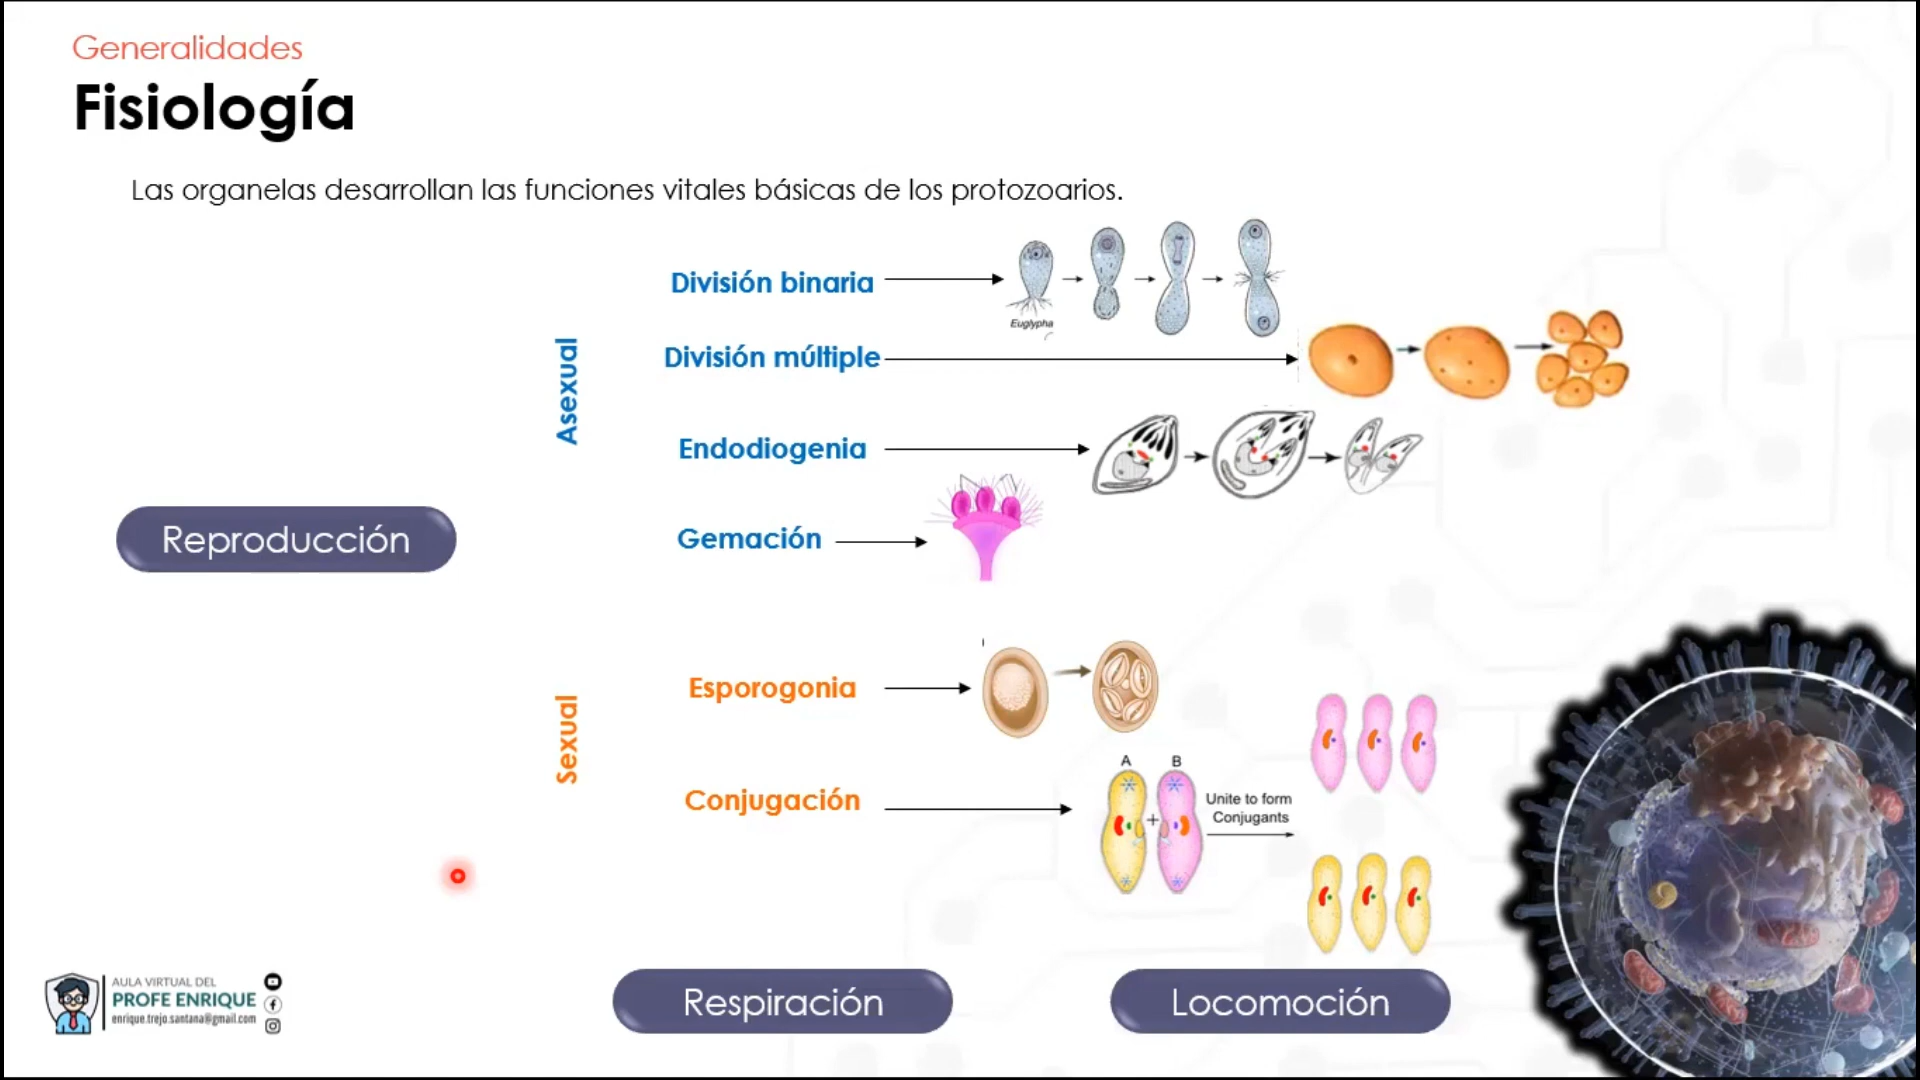 Generalidades
Fisiología
Las organelas desarrollan las funciones vitales básicas de los protozoarios.
Reproducción
Asexual
División binaria
Euglypha
División múltiple
Endodiogenia
Gemación
Sexual
Esporogonia
Conjugación
A B
+
Unite to form
Conjugants
Respiración
Locomoción
AULA VIRTUAL DEL
PROFE ENRIQUE
enrique.trejo.santana@gmail.com